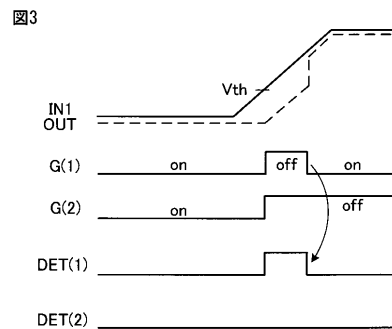 図3
Vth
IN1
OUT
G(1) on off on
G(2) on off
DET(1)
DET(2)